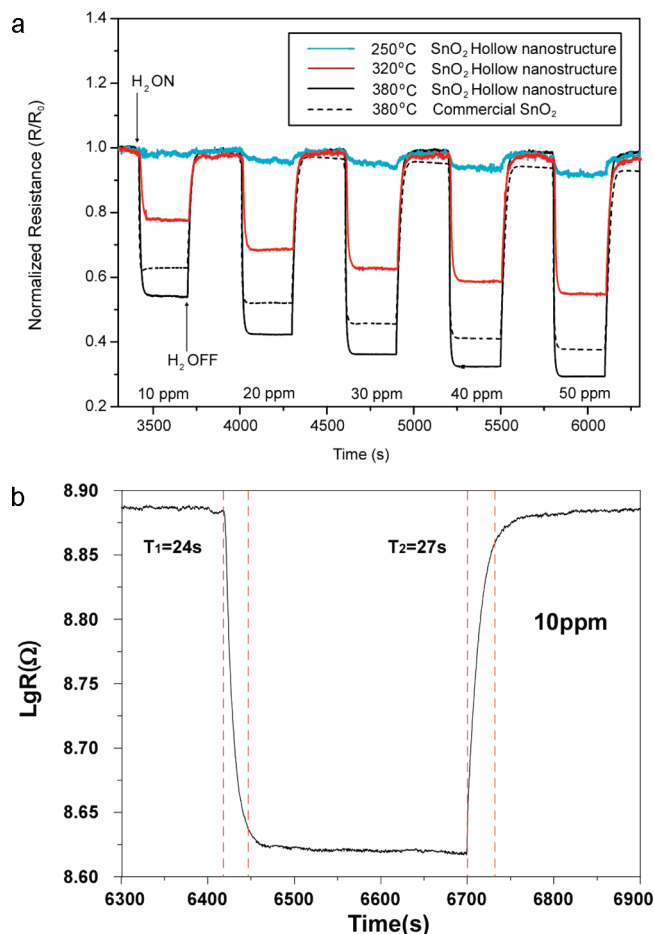 a
1.4
1.2
1.0
0.8
0.6
0.4
0.2
Normalized Resistance (R/R₀)
250°C SnO₂ Hollow nanostructure
320°C SnO₂ Hollow nanostructure
380°C SnO₂ Hollow nanostructure
380°C Commercial SnO₂
H₂ ON
H₂ OFF
10 ppm 20 ppm 30 ppm 40 ppm 50 ppm
3500 4000 4500 5000 5500 6000
Time (s)
b
8.90
8.85
8.80
8.75
8.70
8.65
8.60
LgR(Ω)
T₁=24s T₂=27s
10ppm
6300 6400 6500 6600 6700 6800 6900
Time(s)